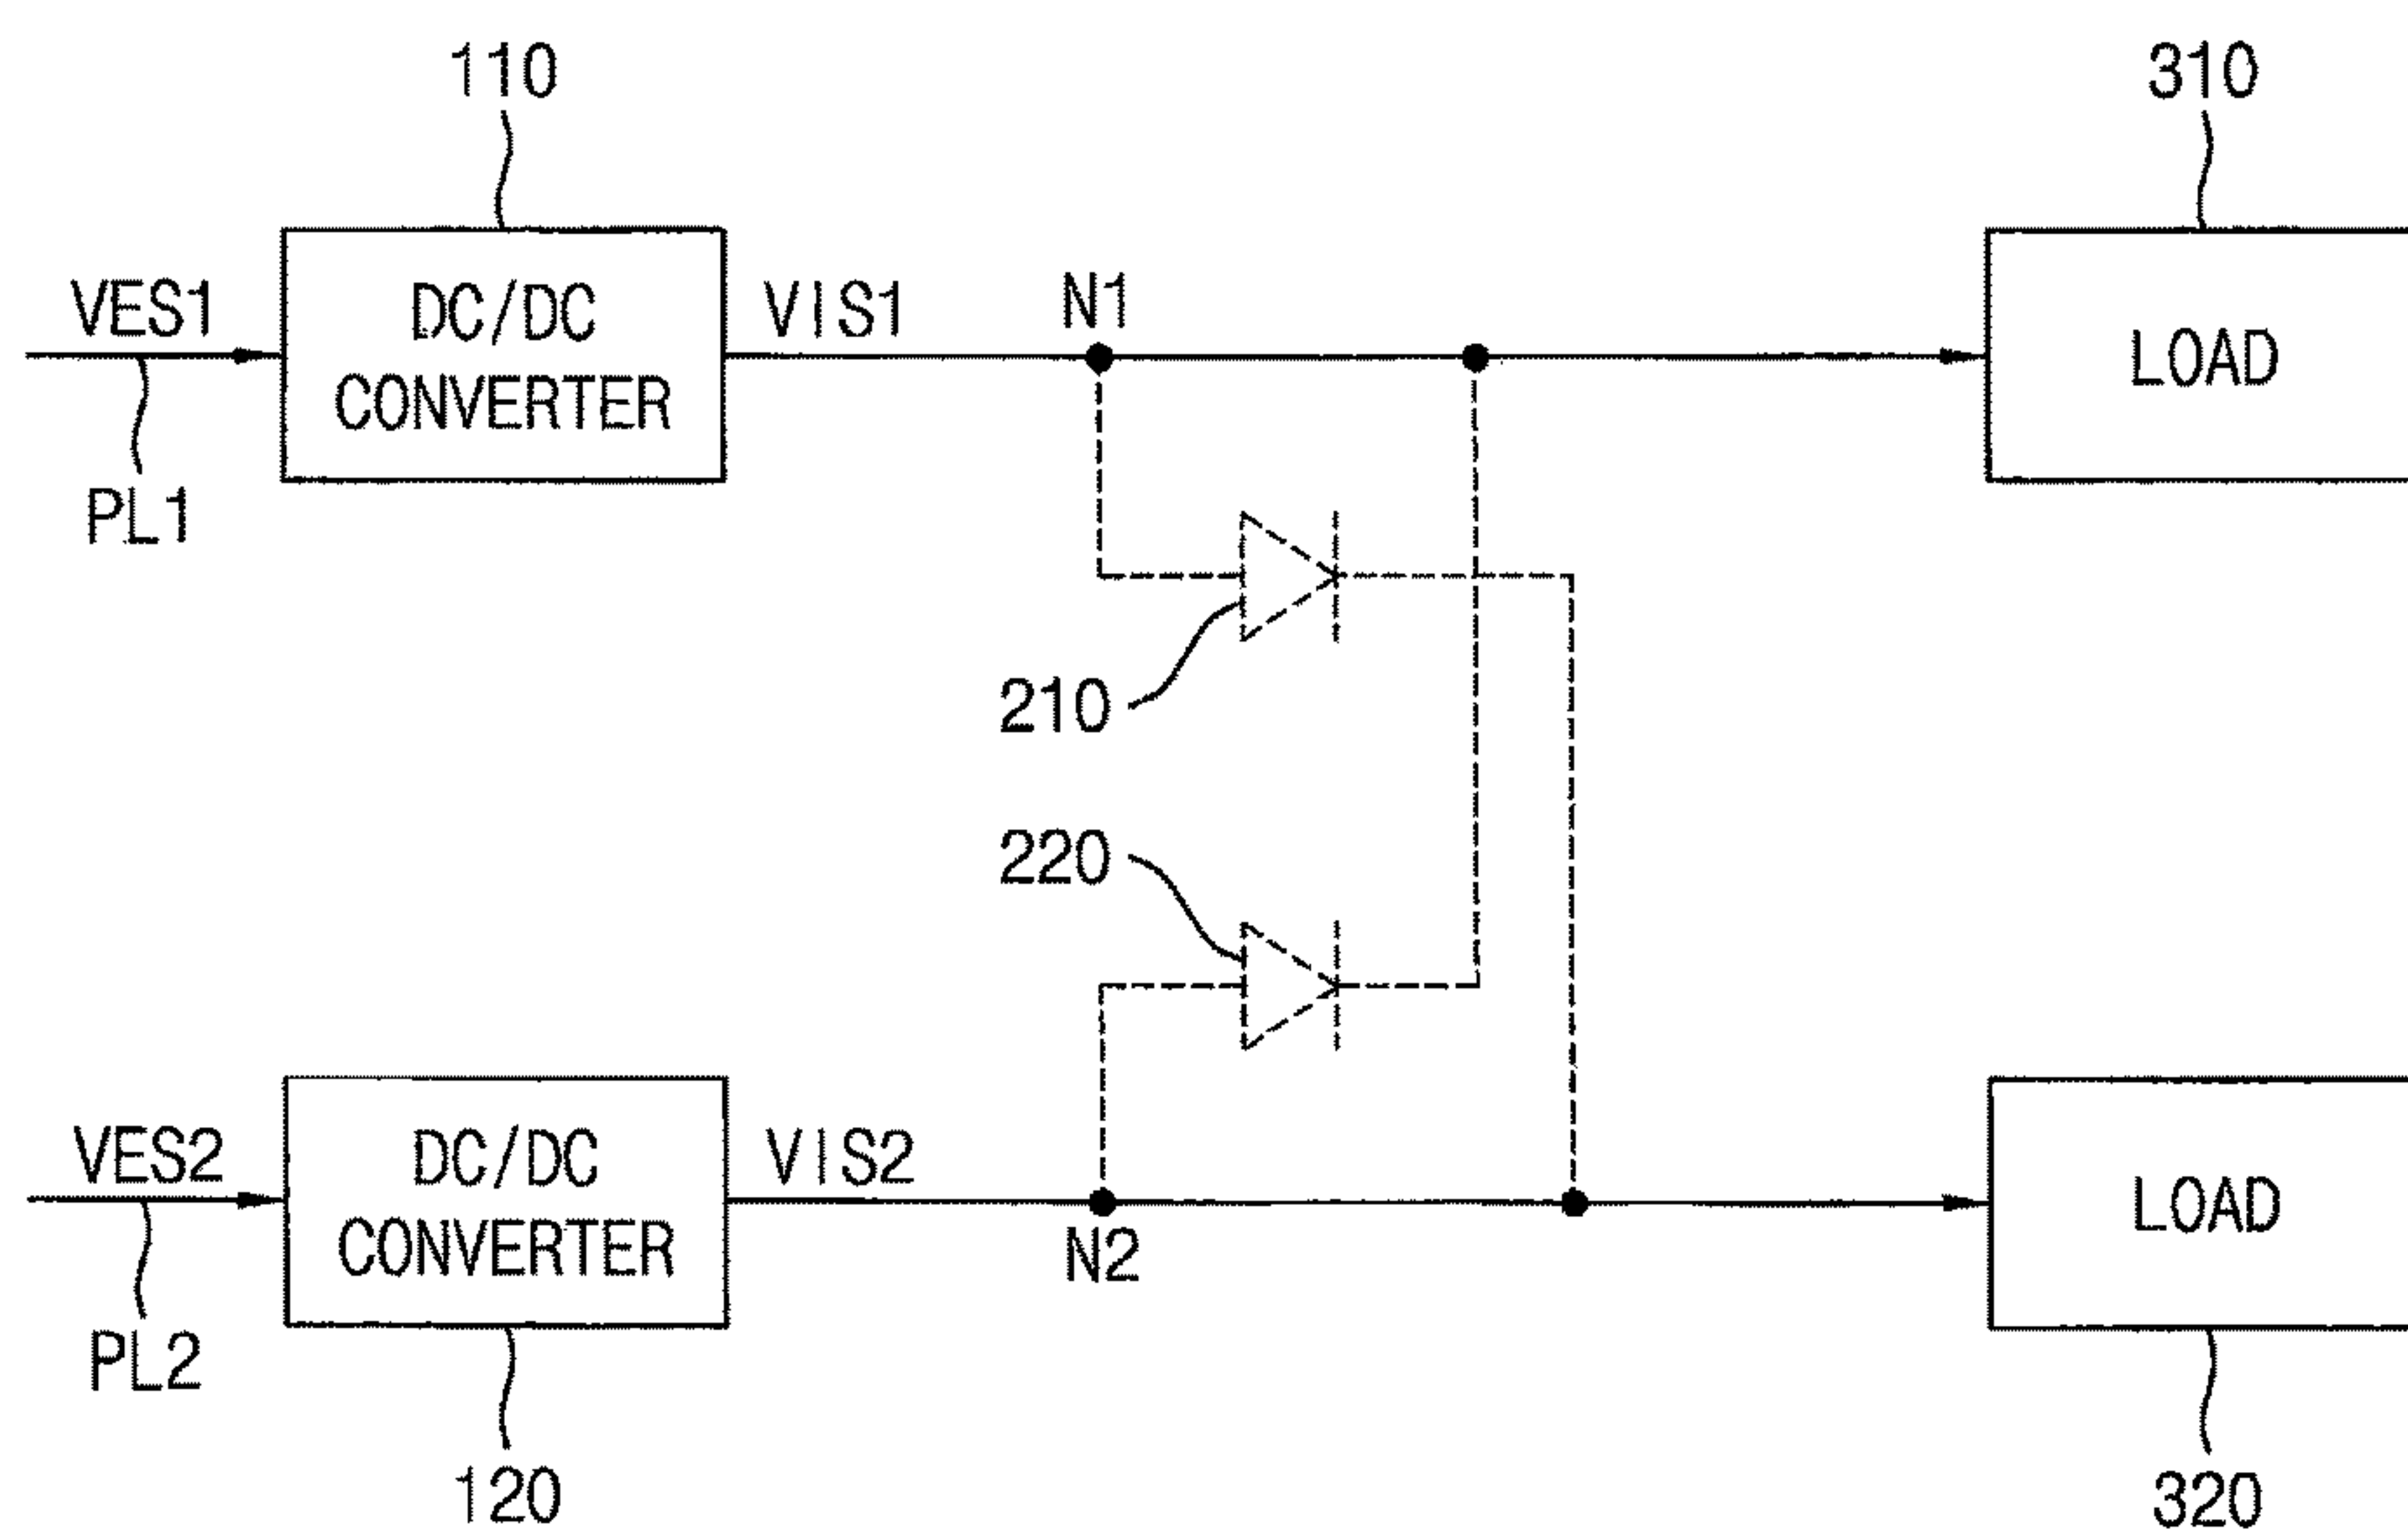 110
310
VES1
DC/DC
CONVERTER
VIS1
N1
LOAD
PL1
210
220
VES2
DC/DC
CONVERTER
VIS2
N2
LOAD
PL2
120
320